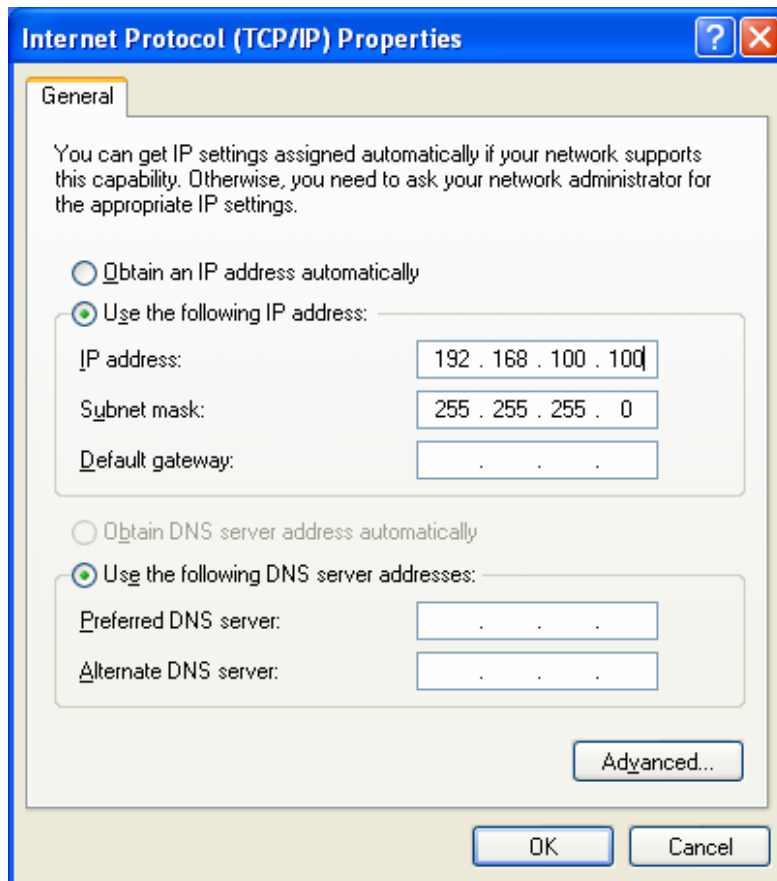 Internet Protocol (TCP/IP) Properties
General
You can get IP settings assigned automatically if your network supports
this capability. Otherwise, you need to ask your network administrator for
the appropriate IP settings.
Obtain an IP address automatically
Use the following IP address:
IP address: 192 . 168 . 100 . 100
Subnet mask: 255 . 255 . 255 . 0
Default gateway: . . .
Obtain DNS server address automatically
Use the following DNS server addresses:
Preferred DNS server: . . .
Alternate DNS server: . . .
Advanced...
OK Cancel